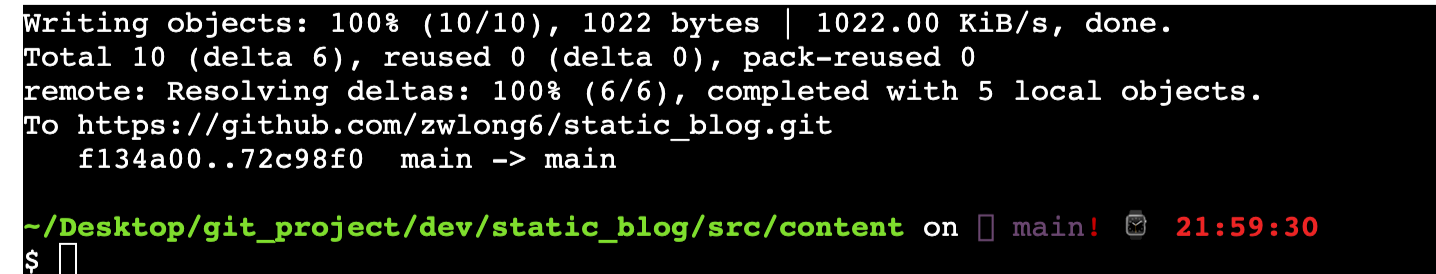 Writing objects: 100% (10/10), 1022 bytes | 1022.00 KiB/s, done.
Total 10 (delta 6), reused 0 (delta 0), pack-reused 0
remote: Resolving deltas: 100% (6/6), completed with 5 local objects.
To https://github.com/zwlong6/static_blog.git
   f134a00..72c98f0  main -> main
~/Desktop/git_project/dev/static_blog/src/content on  main! ⌚ 21:59:30
$